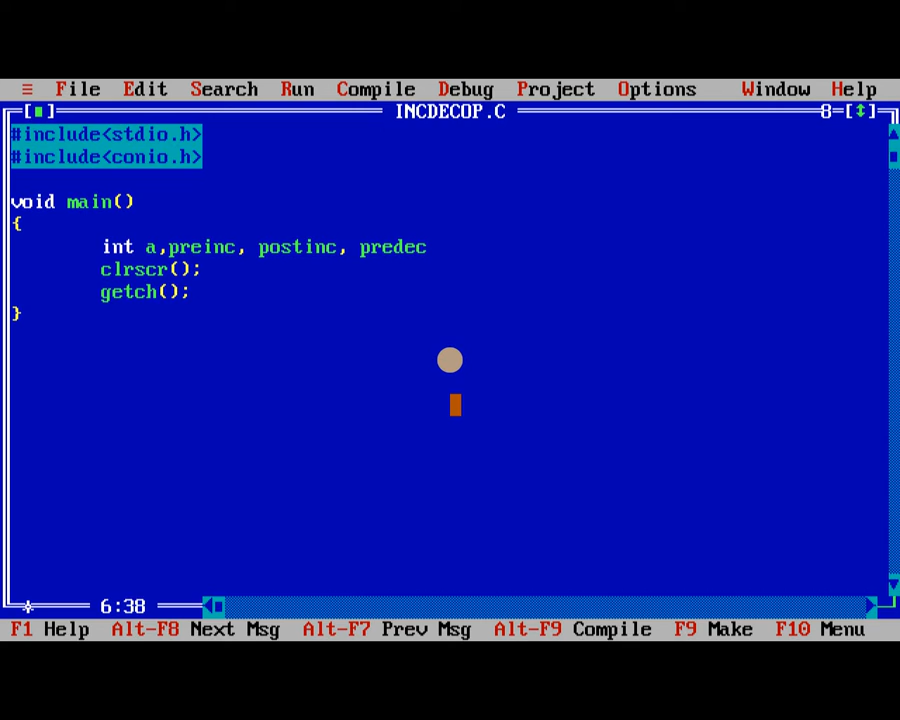 ≡ File Edit Search Run Compile Debug Project Options Window Help
INCDECOP.C 8
#include<stdio.h>
#include<conio.h>
void main()
{
int a,preinc, postinc, predec
clrscr();
getch();
}
6:38
F1 Help Alt-F8 Next Msg Alt-F7 Prev Msg Alt-F9 Compile F9 Make F10 Menu